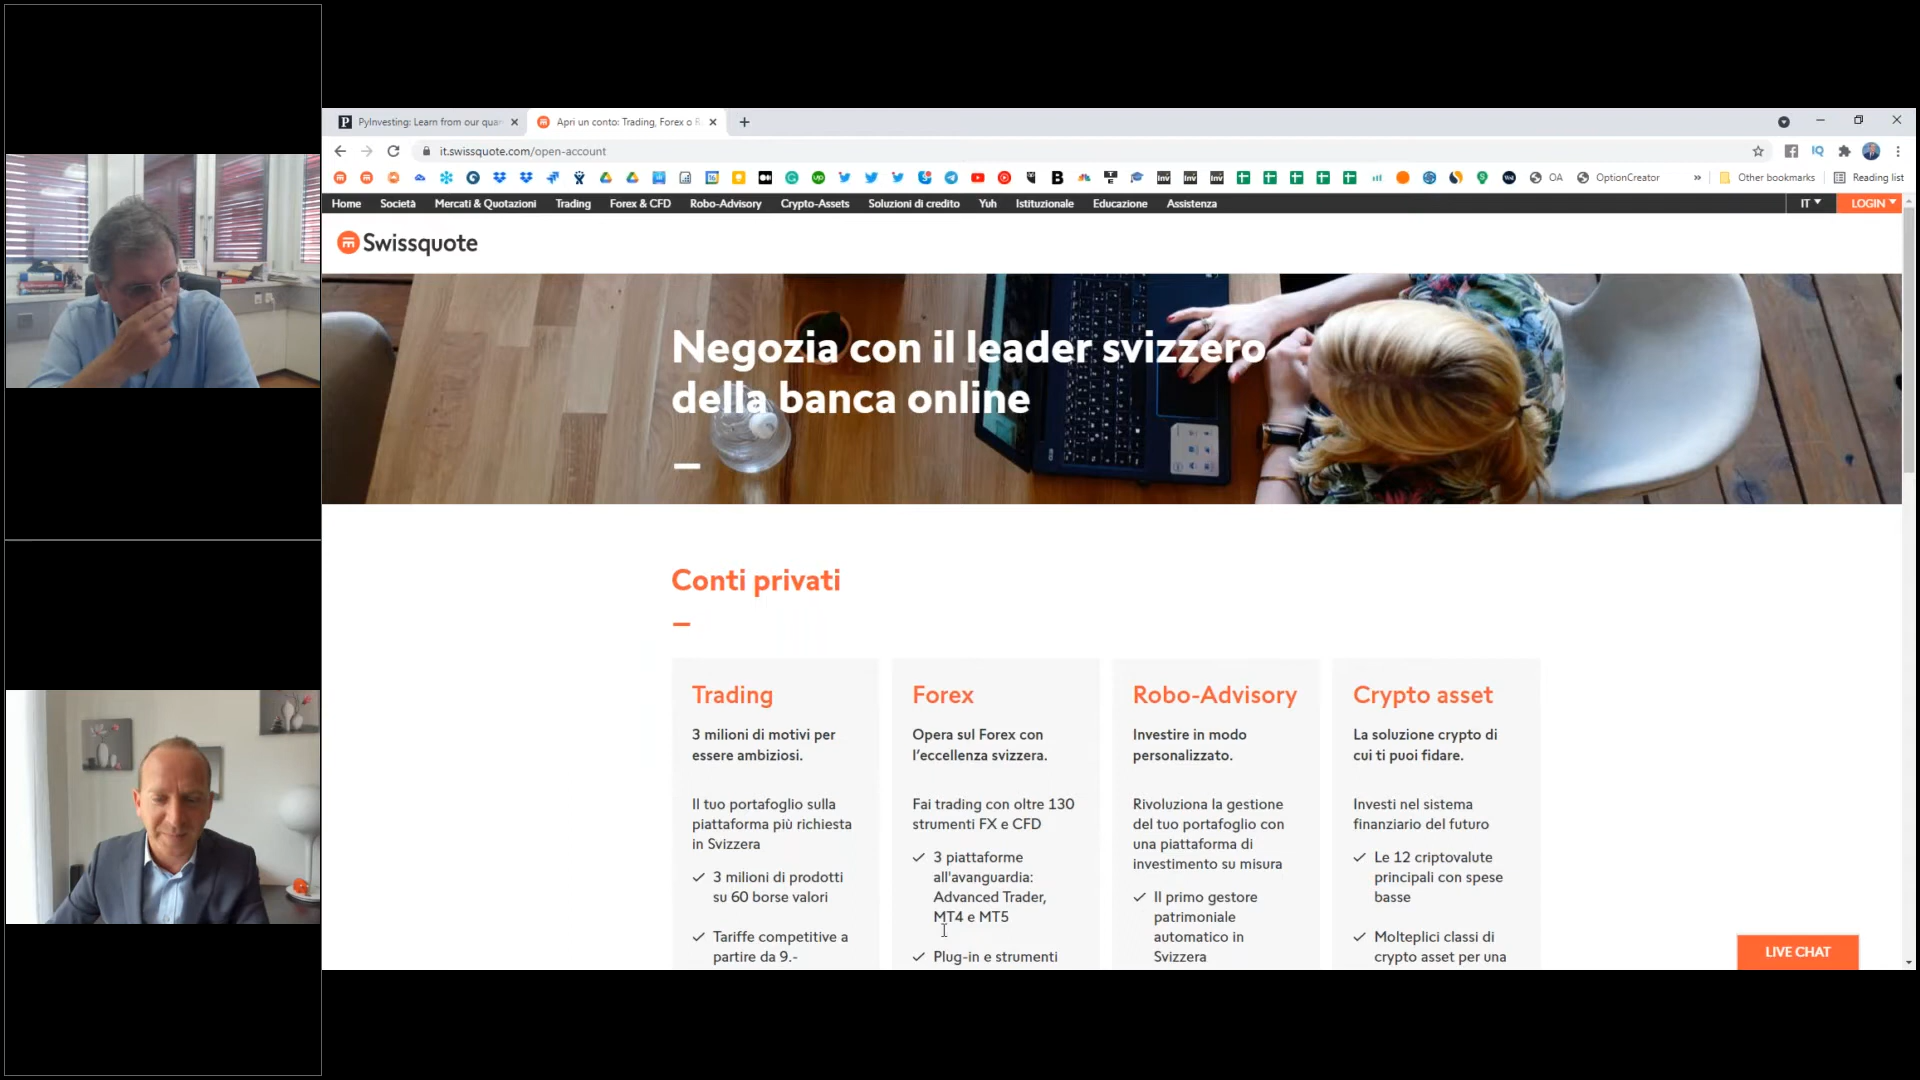 PyInvesting: Learn from our quan
Apri un conto: Trading, Forex o R
it.swissquote.com/open-account
OA
OptionCreator
Other bookmarks
Reading list
Home Società Mercati & Quotazioni Trading Forex & CFD Robo-Advisory Crypto-Assets Soluzioni di credito Yuh Istituzionale Educazione Assistenza IT LOGIN
Swissquote
Negozia con il leader svizzero
della banca online
Conti privati
Trading
3 milioni di motivi per
essere ambiziosi.
Il tuo portafoglio sulla
piattaforma più richiesta
in Svizzera
3 milioni di prodotti
su 60 borse valori
Tariffe competitive a
partire da 9.-
Forex
Opera sul Forex con
l'eccellenza svizzera.
Fai trading con oltre 130
strumenti FX e CFD
3 piattaforme
all'avanguardia:
Advanced Trader,
MT4 e MT5
Plug-in e strumenti
Robo-Advisory
Investire in modo
personalizzato.
Rivoluziona la gestione
del tuo portafoglio con
una piattaforma di
investimento su misura
Il primo gestore
patrimoniale
automatico in
Svizzera
Crypto asset
La soluzione crypto di
cui ti puoi fidare.
Investi nel sistema
finanziario del futuro
Le 12 criptovalute
principali con spese
basse
Molteplici classi di
crypto asset per una
LIVE CHAT